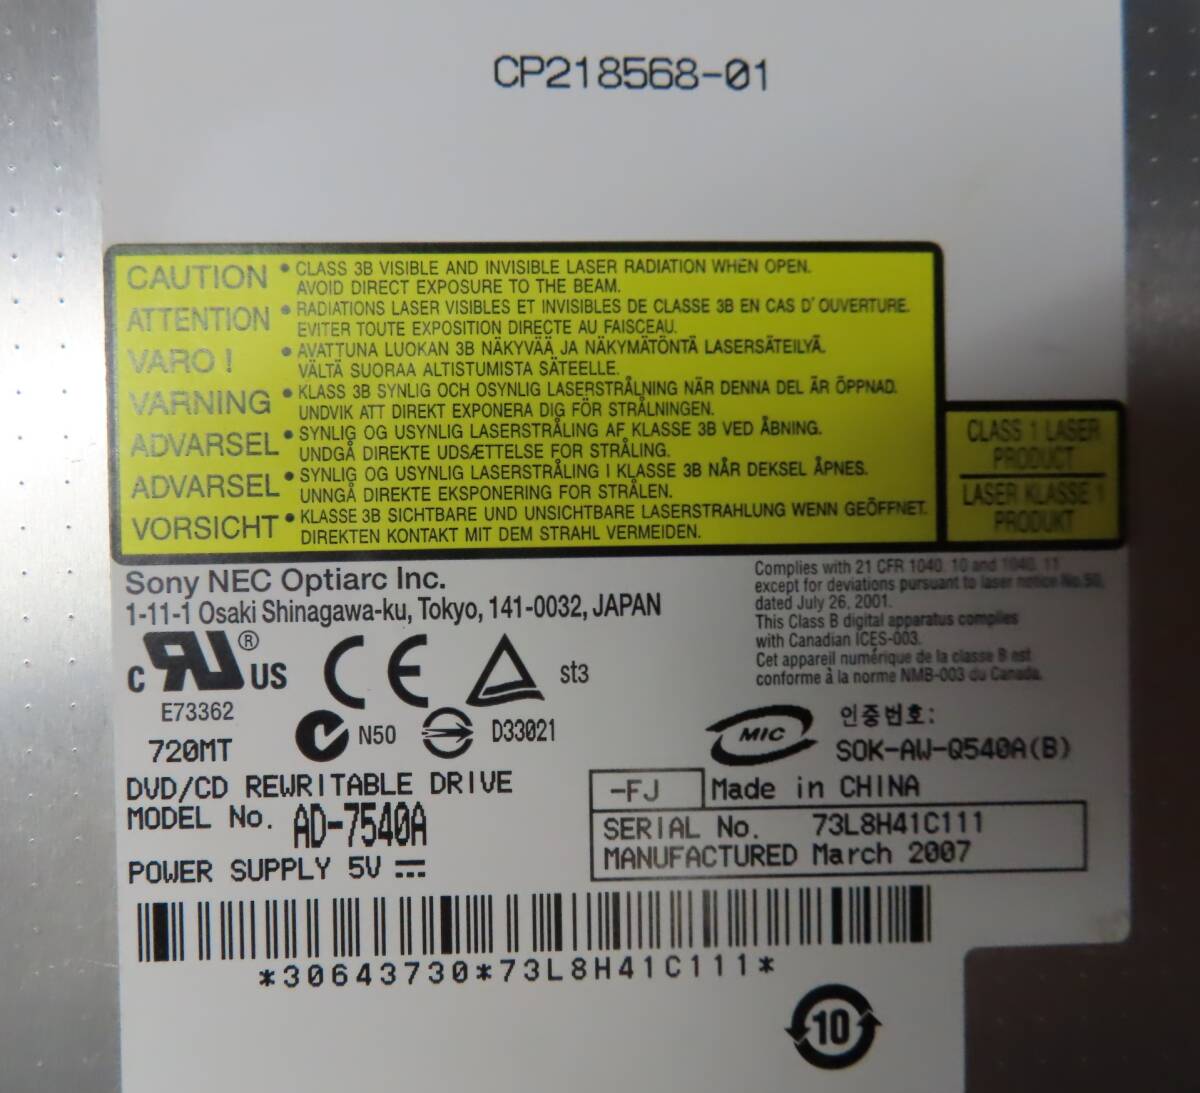 CP218568-01
CAUTION • CLASS 3B VISIBLE AND INVISIBLE LASER RADIATION WHEN OPEN.
AVOID DIRECT EXPOSURE TO THE BEAM.
ATTENTION • RADIATIONS LASER VISIBLES ET INVISIBLES DE CLASSE 3B EN CAS D'OUVERTURE.
EVITER TOUTE EXPOSITION DIRECTE AU FAISCEAU.
VARO ! • AVATTUNA LUOKAN 3B NÄKYVÄÄ JA NÄKYMÄTÖNTÄ LASERSÄTEILYÄ.
VÄLTÄ SUORAA ALTISTUMISTA SÄTEELLE.
VARNING • KLASS 3B SYNLIG OCH OSYNLIG LASERSTRÅLNING NÄR DENNA DEL ÄR ÖPPNAD.
UNDVIK ATT DIREKT EXPONERA DIG FÖR STRÅLNINGEN.
ADVARSEL • SYNLIG OG USYNLIG LASERSTRÅLING AF KLASSE 3B VED ÅBNING.
UNDGÅ DIREKTE UDSÆTTELSE FOR STRÅLING.
ADVARSEL • SYNLIG OG USYNLIG LASERSTRÅLING I KLASSE 3B NÅR DEKSEL ÅPNES.
UNNGÅ DIREKTE EKSPONERING FOR STRÅLEN.
VORSICHT • KLASSE 3B SICHTBARE UND UNSICHTBARE LASERSTRAHLUNG WENN GEÖFFNET.
DIREKTEN KONTAKT MIT DEM STRAHL VERMEIDEN.
CLASS 1 LASER
PRODUCT
LASER KLASSE 1
PRODUKT
Sony NEC Optiarc Inc.
1-11-1 Osaki Shinagawa-ku, Tokyo, 141-0032, JAPAN
Complies with 21 CFR 1040. 10 and 1040. 11
except for deviations pursuant to laser notice No.50,
dated July 26, 2001.
This Class B digital apparatus complies
with Canadian ICES-003.
Cet appareil numérique de la classe B est
conforme à la norme NMB-003 du Canada.
C UL ® US
E73362
CE
st3
N50
D33021
720MT
MIC
인증번호:
SOK-AW-Q540A(B)
DVD/CD REWRITABLE DRIVE
MODEL No. AD-7540A
POWER SUPPLY 5V
-FJ Made in CHINA
SERIAL No. 73L8H41C111
MANUFACTURED March 2007
*30643730*73L8H41C111*
10